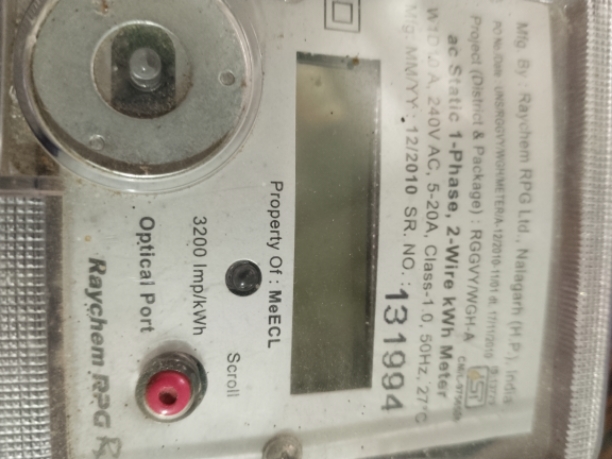 Mfg. By : Raychem RPG Ltd., Nalagarh (H.P.), India
Project (District & Package) : RGGVY/WGH-A
ac Static 1-Phase, 2-Wire kWh Meter
240V AC, 5-20A, Class-1.0, 50Hz, 27°C
Mfg. MM/YY : 12/2010 SR. NO. : 131994
Property Of : MeECL
Scroll
3200 Imp/kWh
Optical Port
Raychem RPG